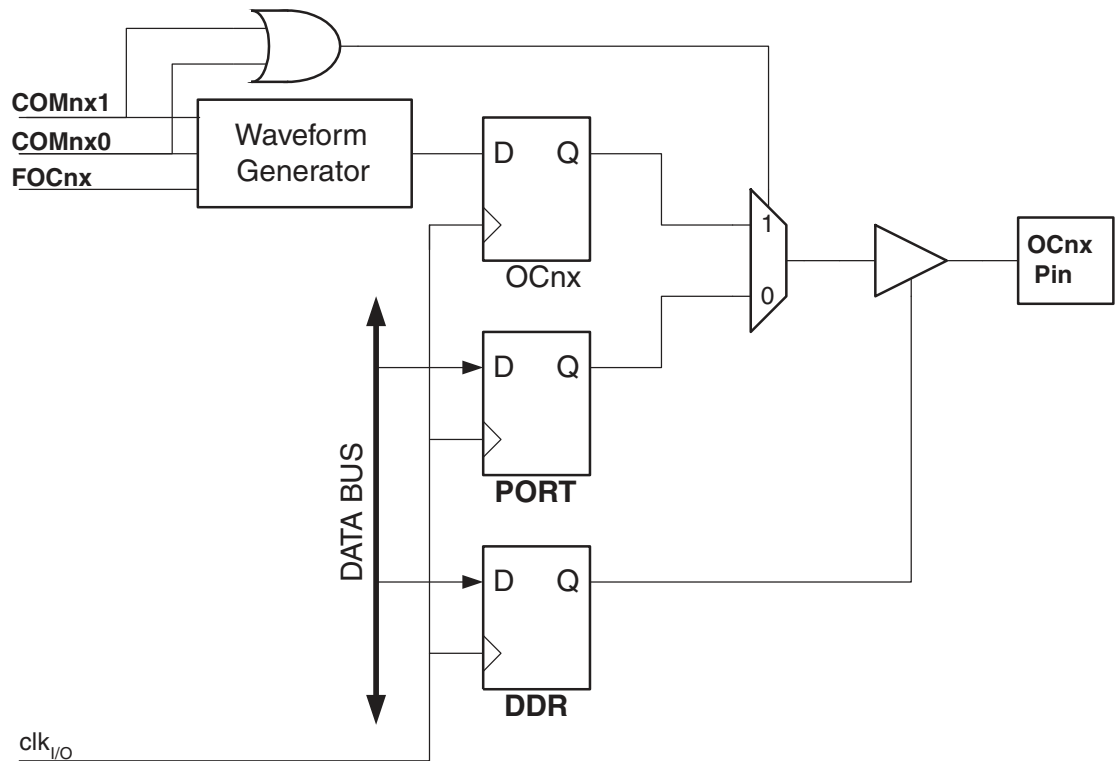 COMnx1
COMnx0
FOCnx
Waveform
Generator
D Q
OCnx
1
0
OCnx
Pin
D Q
PORT
DATA BUS
D Q
DDR
clkI/O